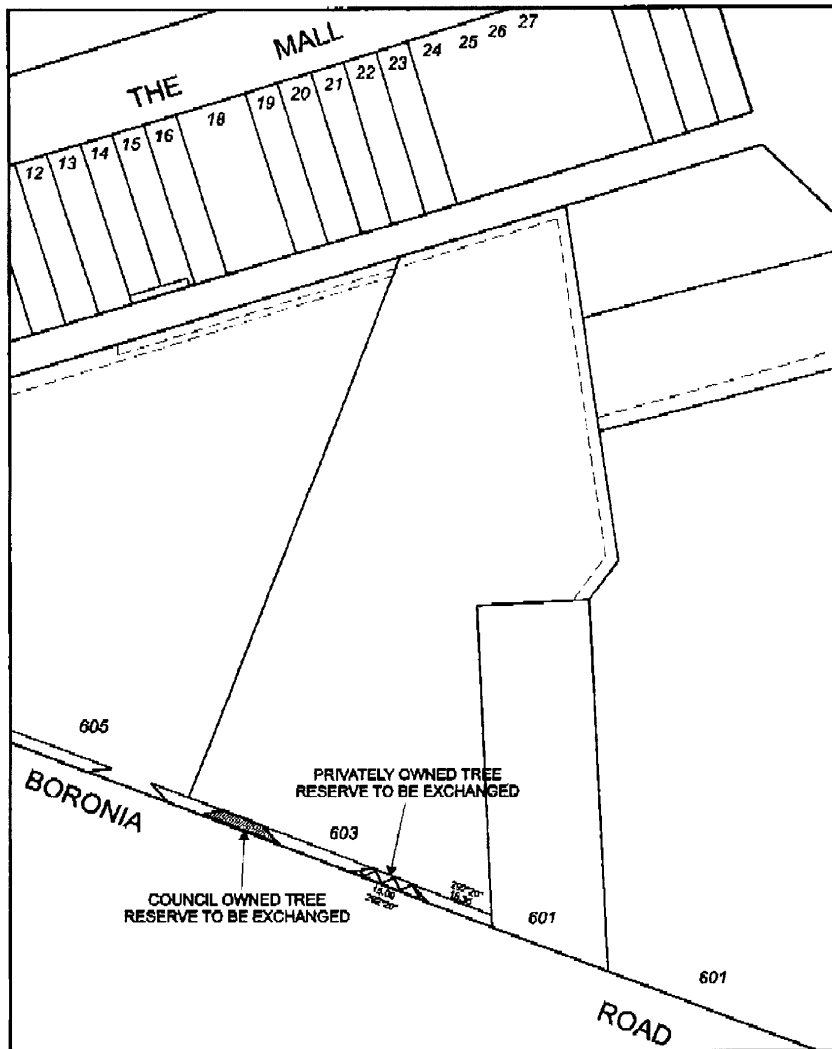 THE MALL
12 13 14 15 16 18 19 20 21 22 23 24 25 26 27
605
BORONIA
PRIVATELY OWNED TREE
RESERVE TO BE EXCHANGED
603
COUNCIL OWNED TREE
RESERVE TO BE EXCHANGED
601
601
ROAD